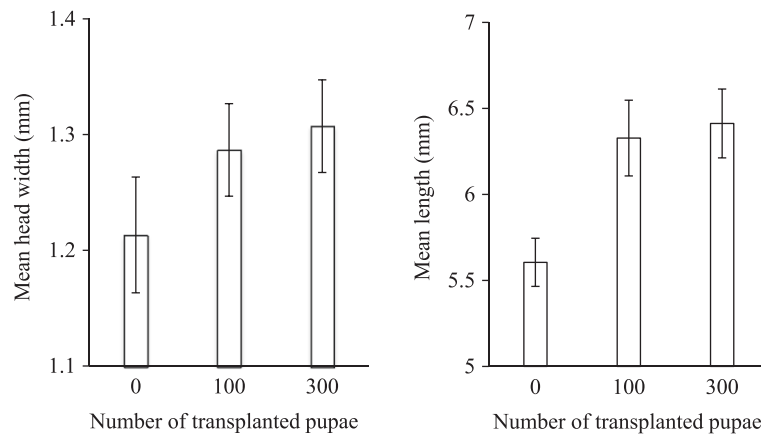 1.4
1.3
1.2
1.1
Mean head width (mm)
0 100 300
Number of transplanted pupae
7
6.5
6
5.5
5
Mean length (mm)
0 100 300
Number of transplanted pupae